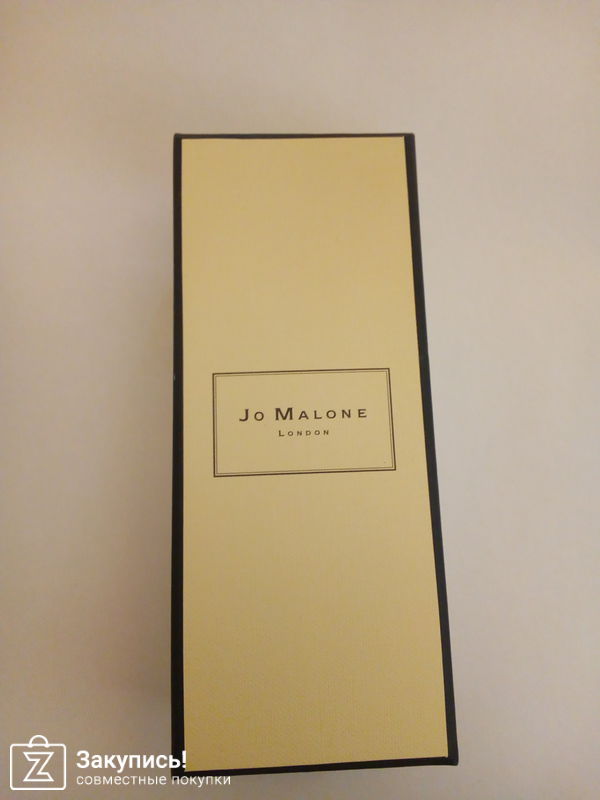 Jo Malone
London
Закупись!
совместные покупки